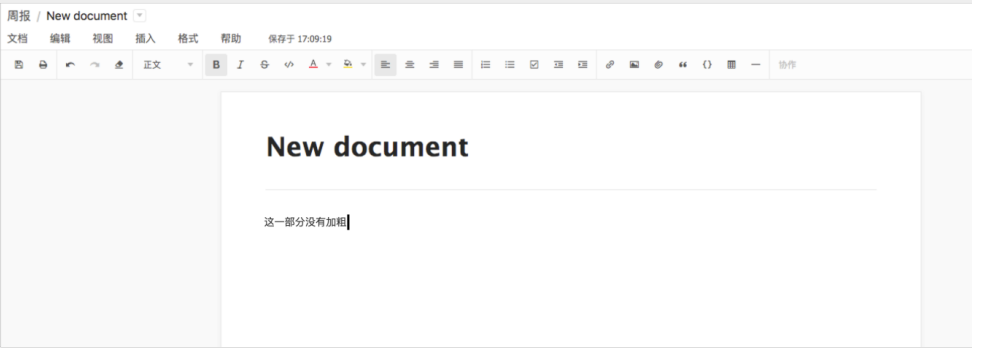 周报 / New document
文档 编辑 视图 插入 格式 帮助 保存于 17:09:19
正文 B I S A 协作
New document
这一部分没有加粗